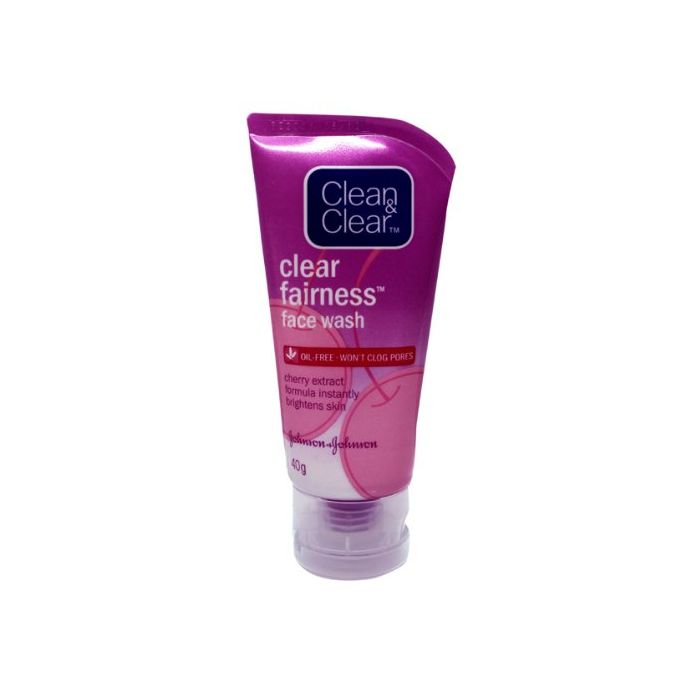 Clean
&
Clear™
clear
fairness™
face wash
OIL-FREE - WON'T CLOG PORES
cherry extract
formula instantly
brightens skin
Johnson+Johnson
40g